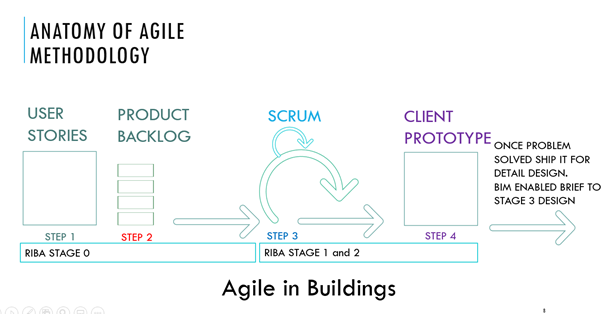 ANATOMY OF AGILE
METHODOLOGY
USER
STORIES
PRODUCT
BACKLOG
SCRUM
CLIENT
PROTOTYPE
ONCE PROBLEM
SOLVED SHIP IT FOR
DETAIL DESIGN.
BIM ENABLED BRIEF TO
STAGE 3 DESIGN
STEP 1
STEP 2
STEP 3
STEP 4
RIBA STAGE 0
RIBA STAGE 1 and 2
Agile in Buildings